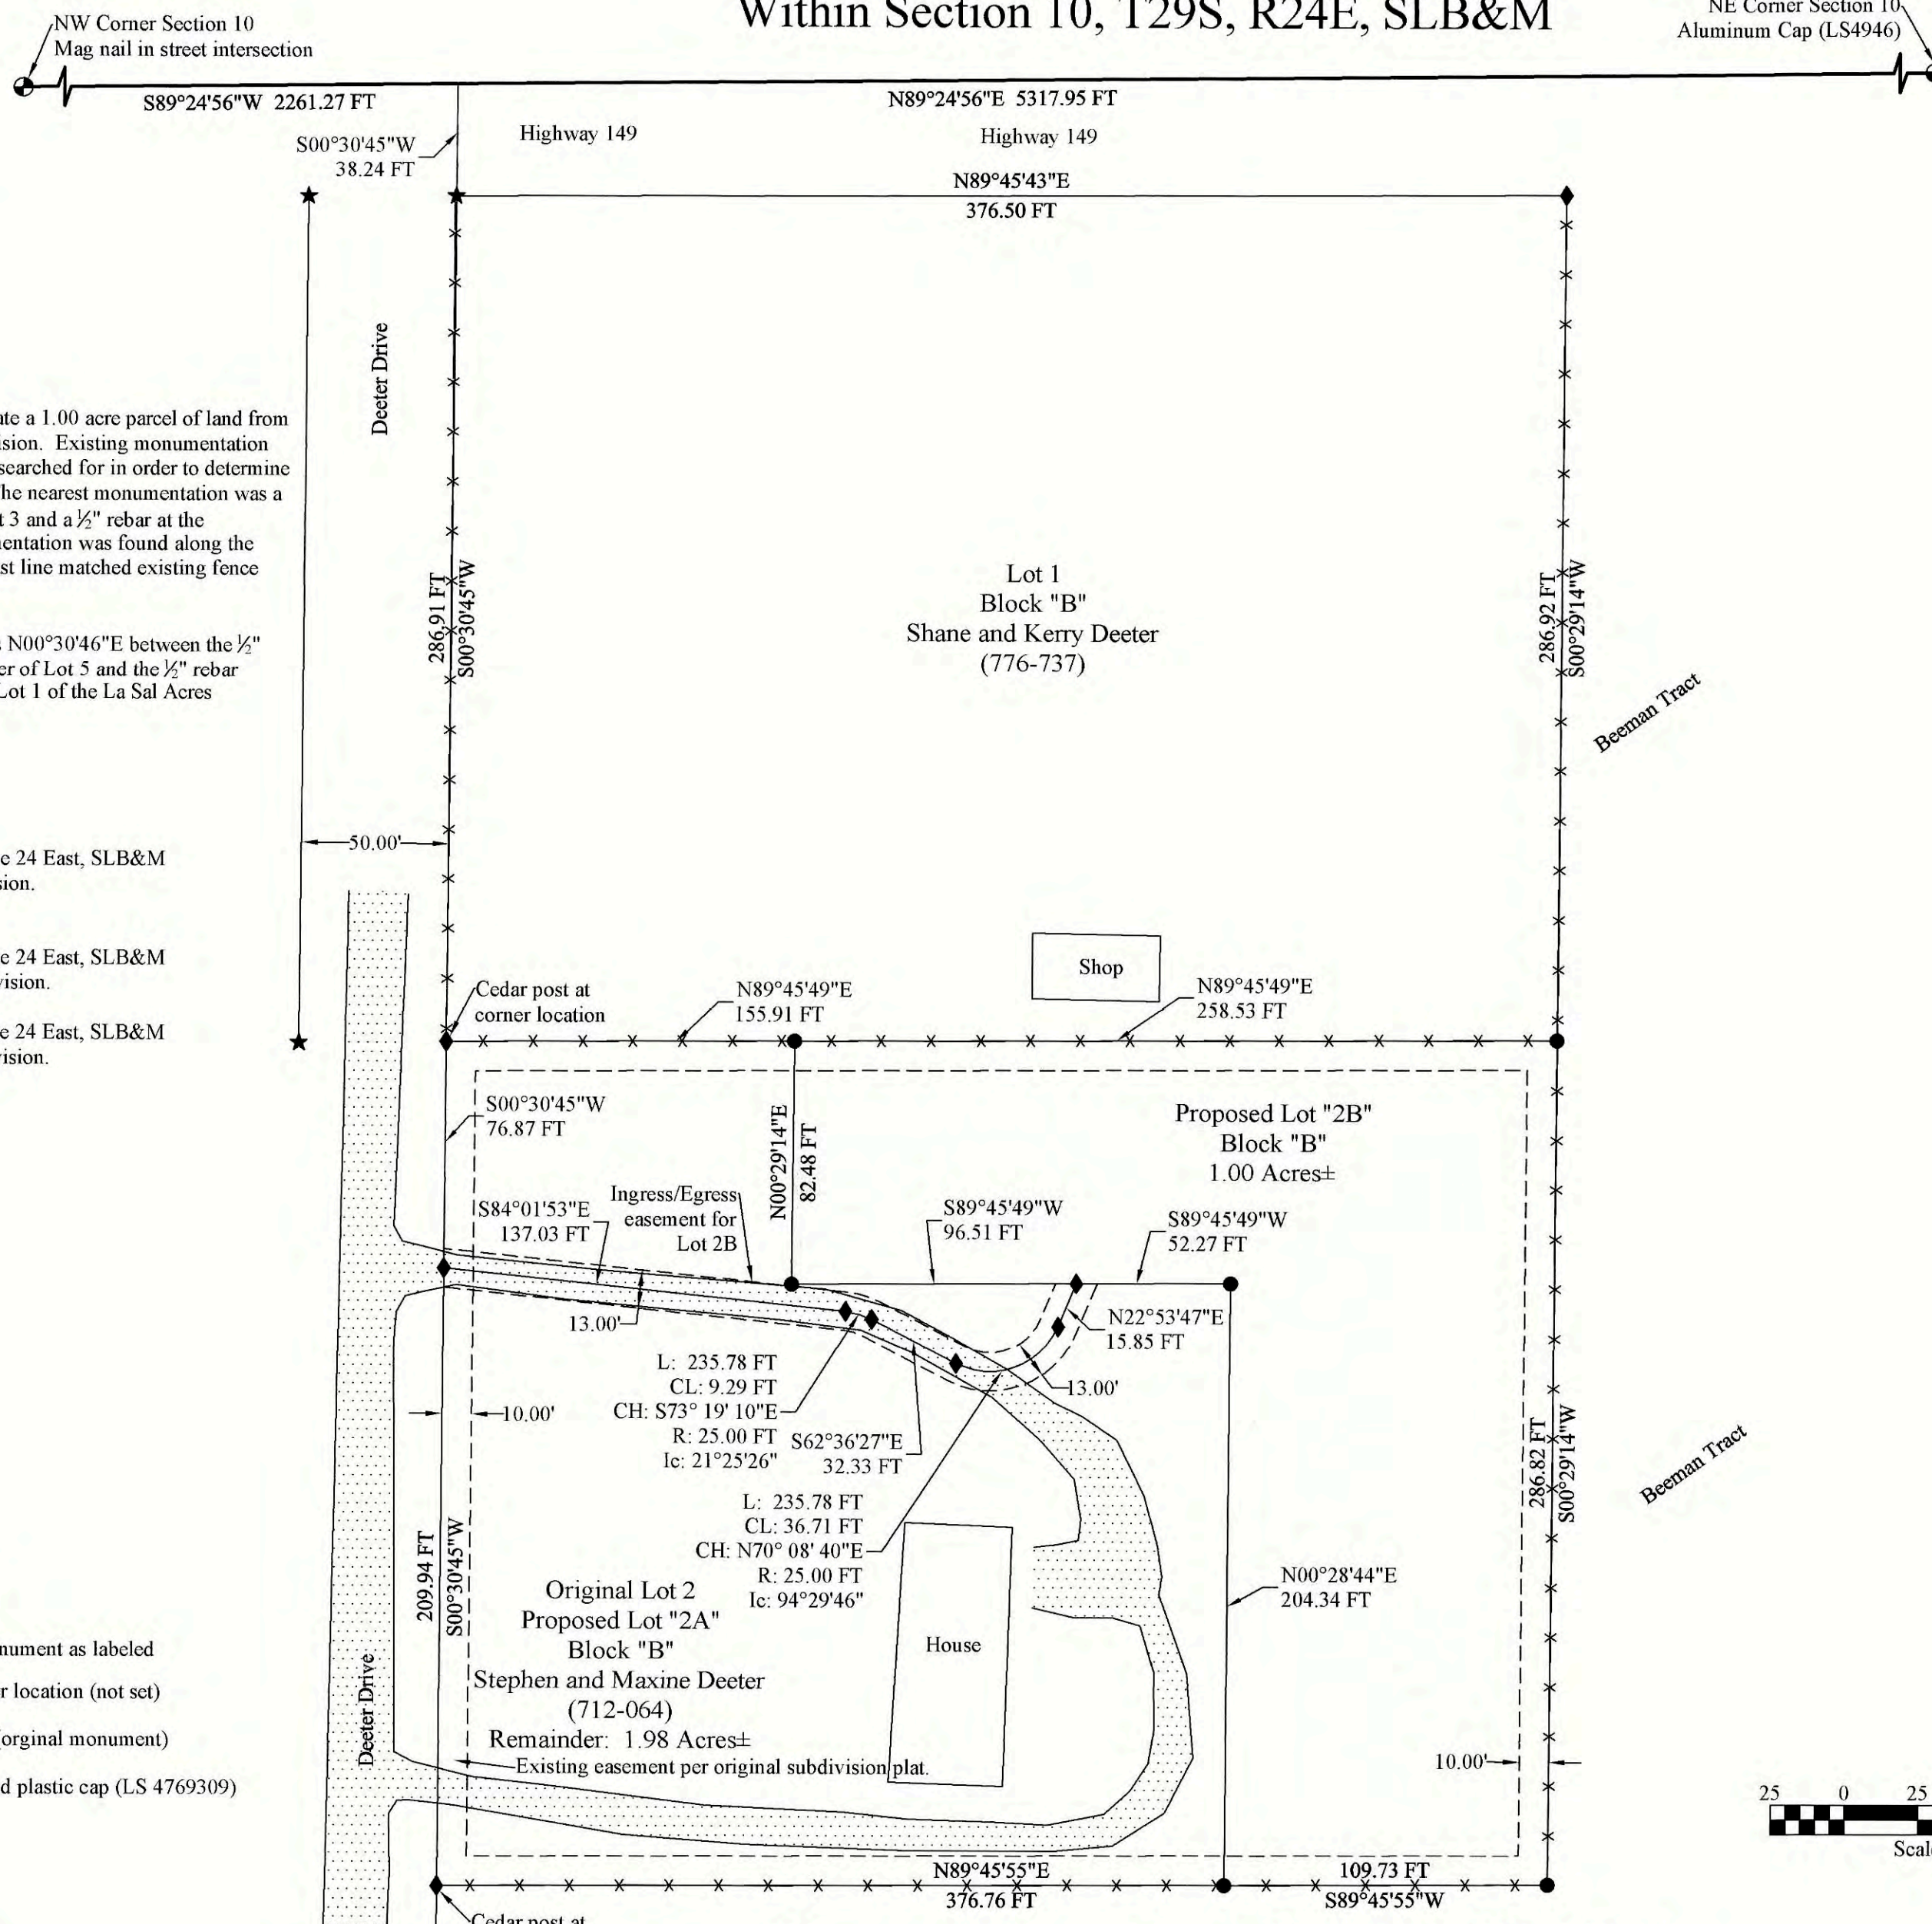 Within Section 10, T29S, R24E, SLB&M
NW Corner Section 10
Mag nail in street intersection
NE Corner Section 10
Aluminum Cap (LS4946)
S89°24'56"W 2261.27 FT
N89°24'56"E 5317.95 FT
S00°30'45"W
38.24 FT
Highway 149
Highway 149
N89°45'43"E
376.50 FT
Deeter Drive
ate a 1.00 acre parcel of land from
ision. Existing monumentation
searched for in order to determine
he nearest monumentation was a
t 3 and a ½" rebar at the
entation was found along the
st line matched existing fence
N00°30'46"E between the ½"
er of Lot 5 and the ½" rebar
Lot 1 of the La Sal Acres
286.91 FT
S00°30'45"W
Lot 1
Block "B"
Shane and Kerry Deeter
(776-737)
286.92 FT
S00°29'14"W
Beeman Tract
50.00'
e 24 East, SLB&M
sion.
e 24 East, SLB&M
vision.
e 24 East, SLB&M
vision.
Shop
Cedar post at
corner location
N89°45'49"E
155.91 FT
N89°45'49"E
258.53 FT
S00°30'45"W
76.87 FT
N00°29'14"E
82.48 FT
Proposed Lot "2B"
Block "B"
1.00 Acres±
S84°01'53"E
137.03 FT
Ingress/Egress
easement for
Lot 2B
S89°45'49"W
96.51 FT
S89°45'49"W
52.27 FT
13.00'
N22°53'47"E
15.85 FT
13.00'
L: 235.78 FT
CL: 9.29 FT
CH: S73° 19' 10"E
R: 25.00 FT
Ic: 21°25'26"
S62°36'27"E
32.33 FT
10.00'
L: 235.78 FT
CL: 36.71 FT
CH: N70° 08' 40"E
R: 25.00 FT
Ic: 94°29'46"
286.82 FT
S00°29'14"W
Beeman Tract
209.94 FT
S00°30'45"W
N00°28'44"E
204.34 FT
Original Lot 2
Proposed Lot "2A"
Block "B"
Stephen and Maxine Deeter
(712-064)
Remainder: 1.98 Acres±
House
Existing easement per original subdivision plat.
Deeter Drive
nument as labeled
r location (not set)
orginal monument)
d plastic cap (LS 4769309)
10.00'
25 0 25
Scal
N89°45'55"E
376.76 FT
109.73 FT
S89°45'55"W
Cedar post at